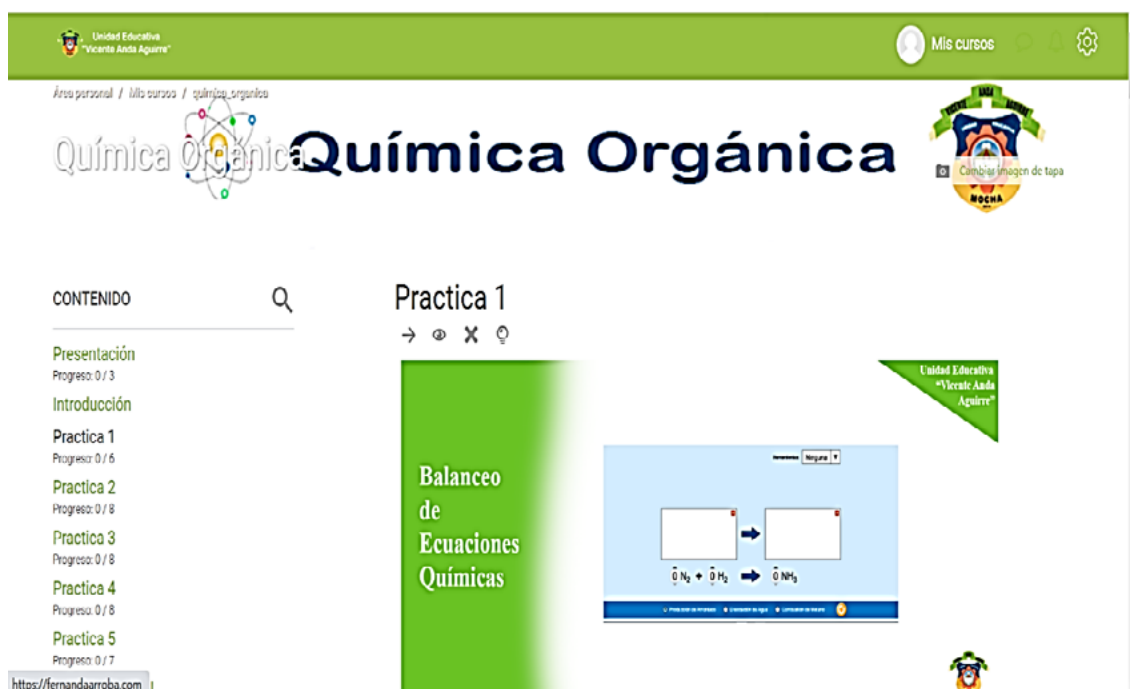 Unidad Educativa
"Vicente Anda Aguirre"
Mis cursos
Área personal / Mis cursos / química_organica
Química Orgánica
Química Orgánica
VICENTE ANDA AGUIRRE
Cambiar imagen de tapa
MOCHA
CONTENIDO
Presentación
Progreso: 0 / 3
Introducción
Practica 1
Progreso: 0 / 6
Practica 2
Progreso: 0 / 8
Practica 3
Progreso: 0 / 8
Practica 4
Progreso: 0 / 8
Practica 5
Progreso: 0 / 7
https://fernandaarroba.com
Practica 1
Unidad Educativa
"Vicente Anda
Aguirre"
Balanceo
de
Ecuaciones
Químicas
Ninguna
0 N₂ + 0 H₂ 0 NH₃